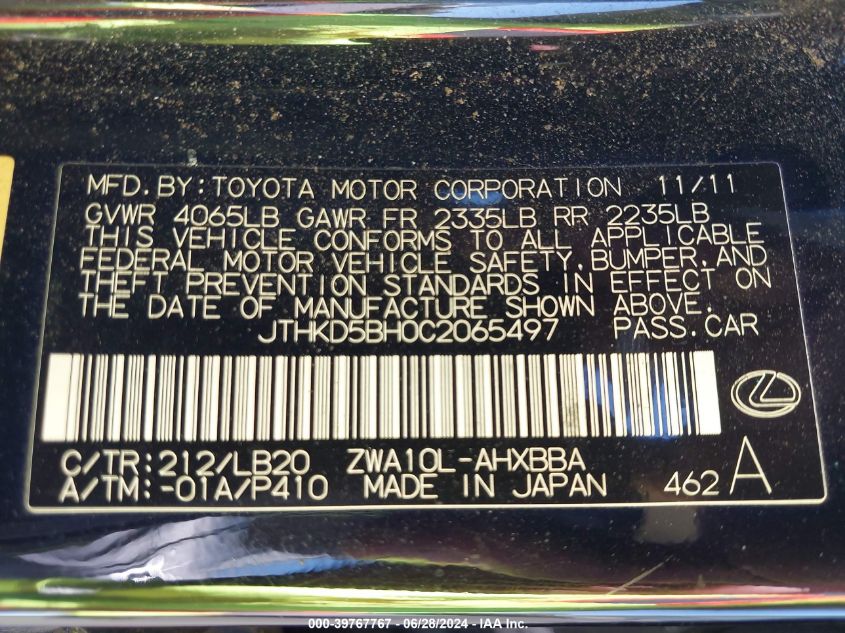 MFD. BY: TOYOTA MOTOR CORPORATION 11/11
GVWR 4065LB GAWR FR 2335LB RR 2235LB
THIS VEHICLE CONFORMS TO ALL APPLICABLE
FEDERAL MOTOR VEHICLE SAFETY, BUMPER, AND
THEFT PREVENTION STANDARDS IN EFFECT ON
THE DATE OF MANUFACTURE SHOWN ABOVE.
JTHKD5BH0C2065497 PASS. CAR
C/TR: 212/LB20 ZWA10L-AHXBBA
A/TM: -01A/P410 MADE IN JAPAN 462 A
000-39767767 - 06/28/2024 - IAA Inc.